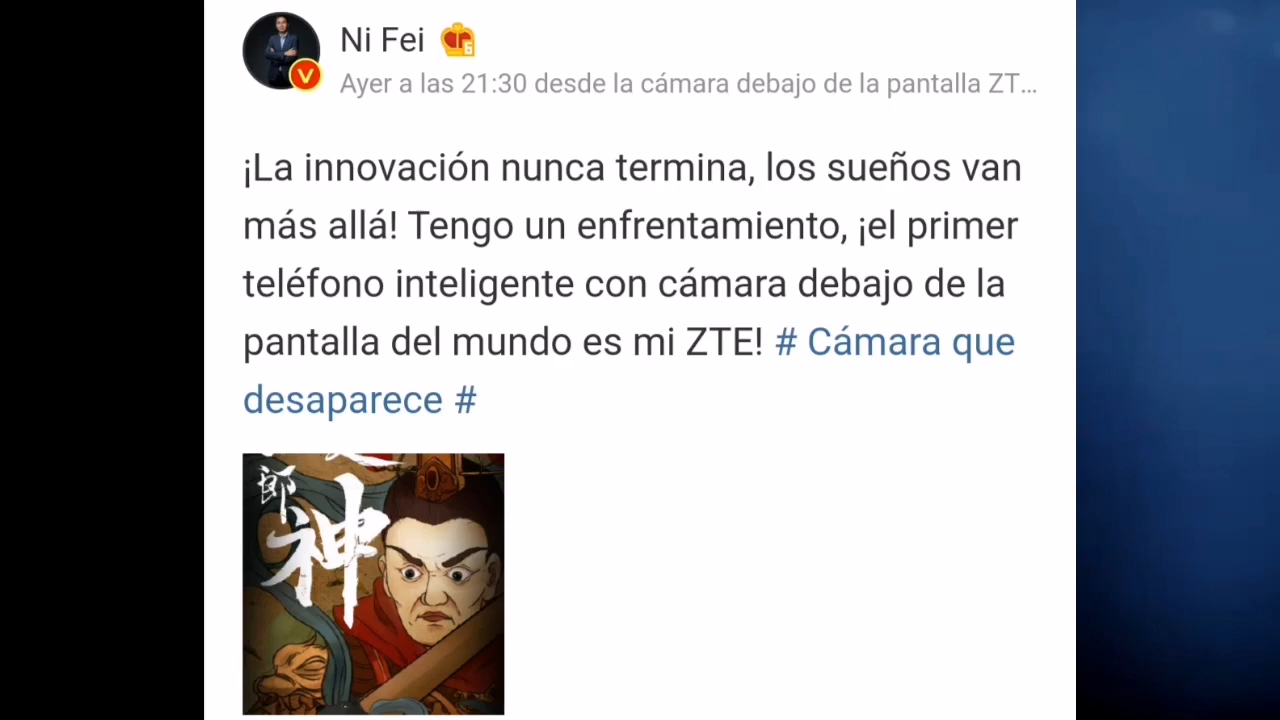 Ni Fei
Ayer a las 21:30 desde la cámara debajo de la pantalla ZT...
¡La innovación nunca termina, los sueños van
más allá! Tengo un enfrentamiento, ¡el primer
teléfono inteligente con cámara debajo de la
pantalla del mundo es mi ZTE! # Cámara que
desaparece #
郎
神